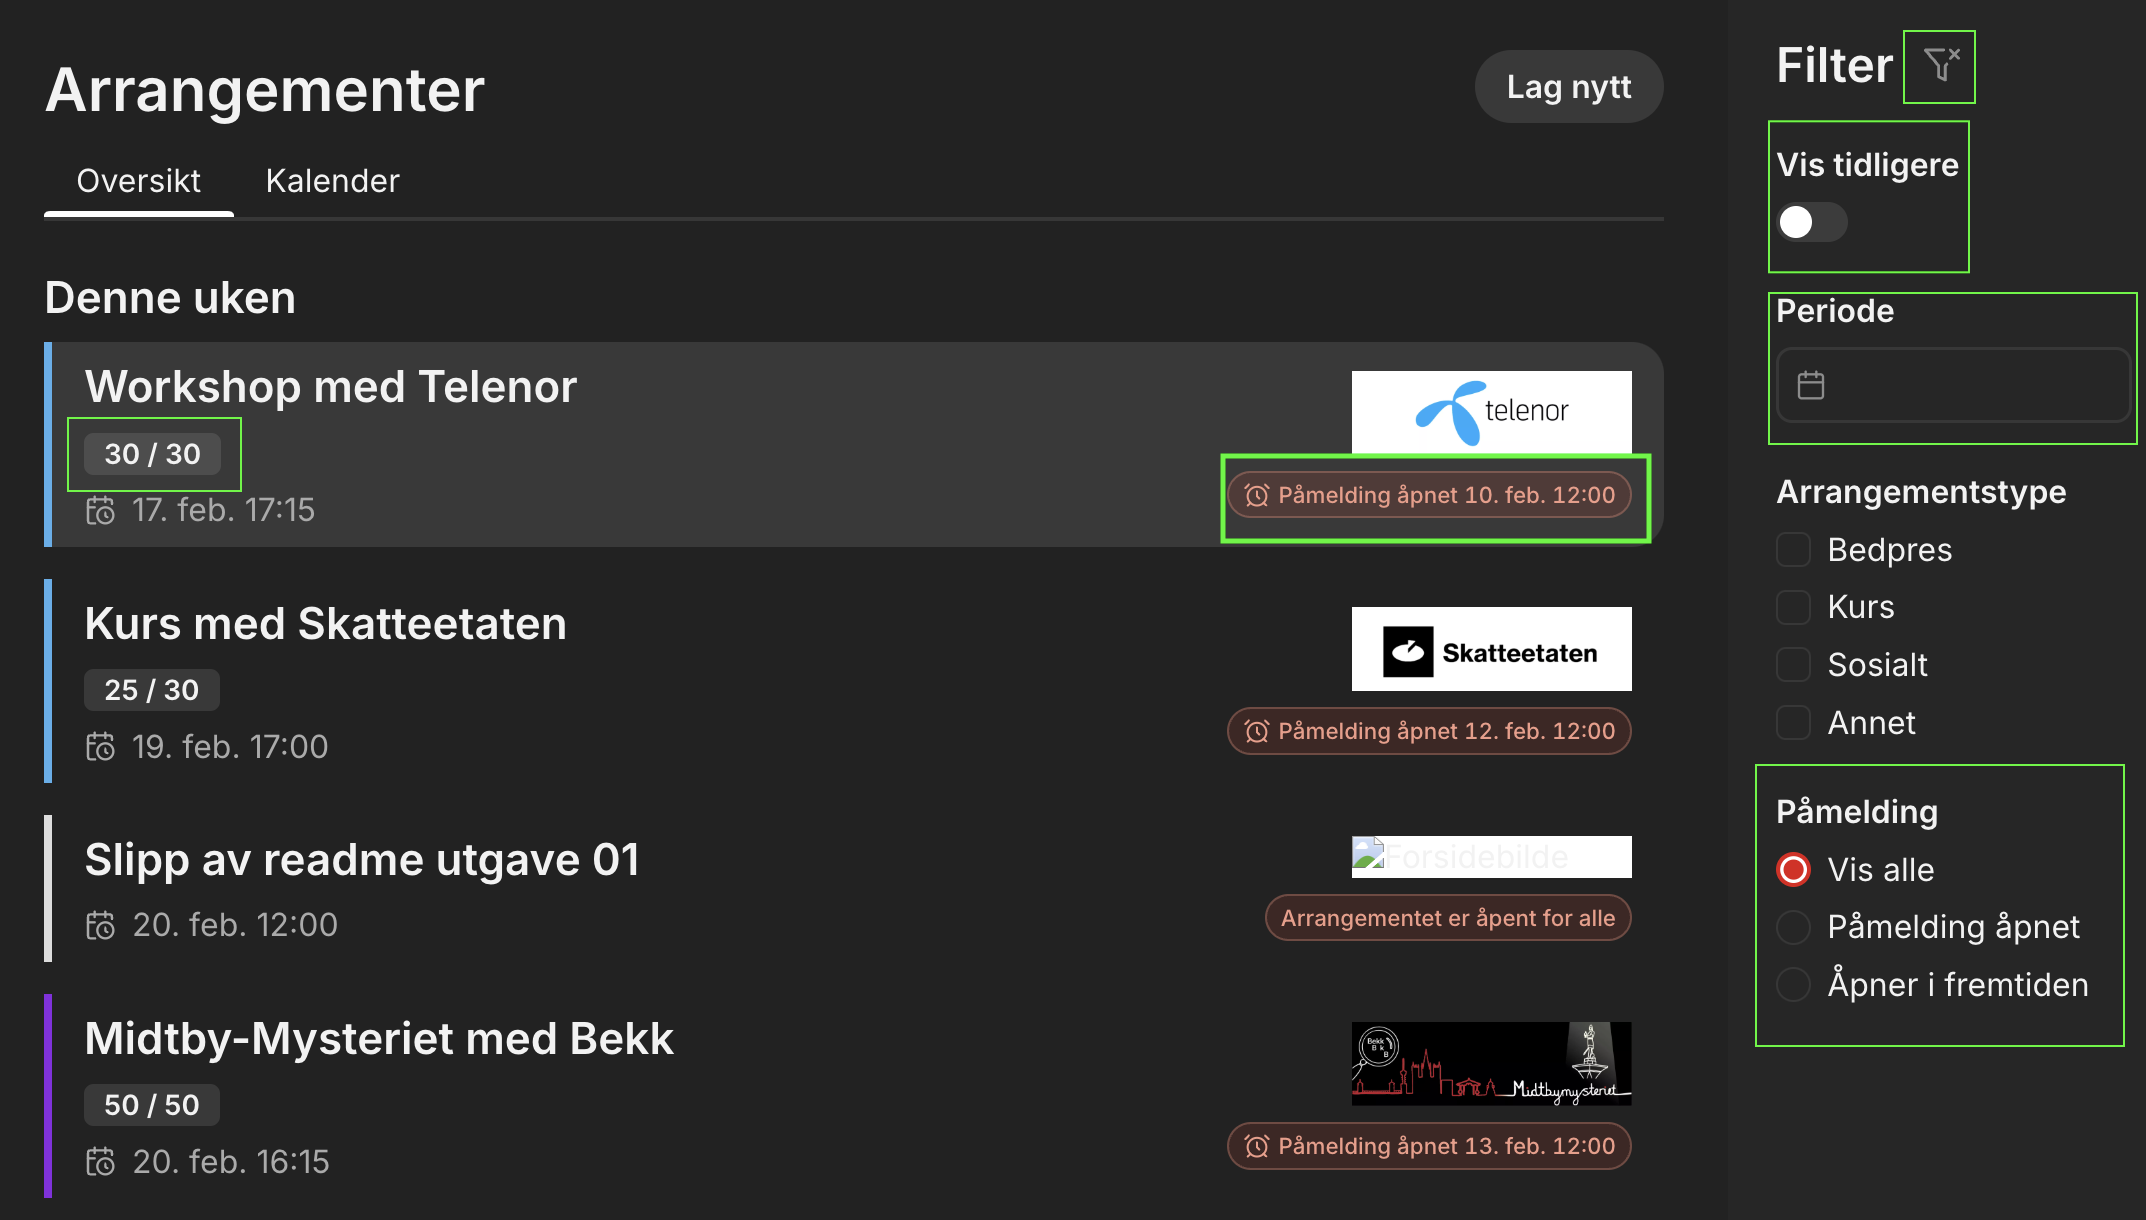 Arrangementer
Lag nytt
Oversikt
Kalender
Denne uken
Workshop med Telenor
30 / 30
17. feb. 17:15
telenor
Påmelding åpnet 10. feb. 12:00
Kurs med Skatteetaten
25 / 30
19. feb. 17:00
Skatteetaten
Påmelding åpnet 12. feb. 12:00
Slipp av readme utgave 01
20. feb. 12:00
Forsidebilde
Arrangementet er åpent for alle
Midtby-Mysteriet med Bekk
50 / 50
20. feb. 16:15
Bekk
B k
B
Midtbymysteriet
Påmelding åpnet 13. feb. 12:00
Filter
Vis tidligere
Periode
Arrangementstype
Bedpres
Kurs
Sosialt
Annet
Påmelding
Vis alle
Påmelding åpnet
Åpner i fremtiden